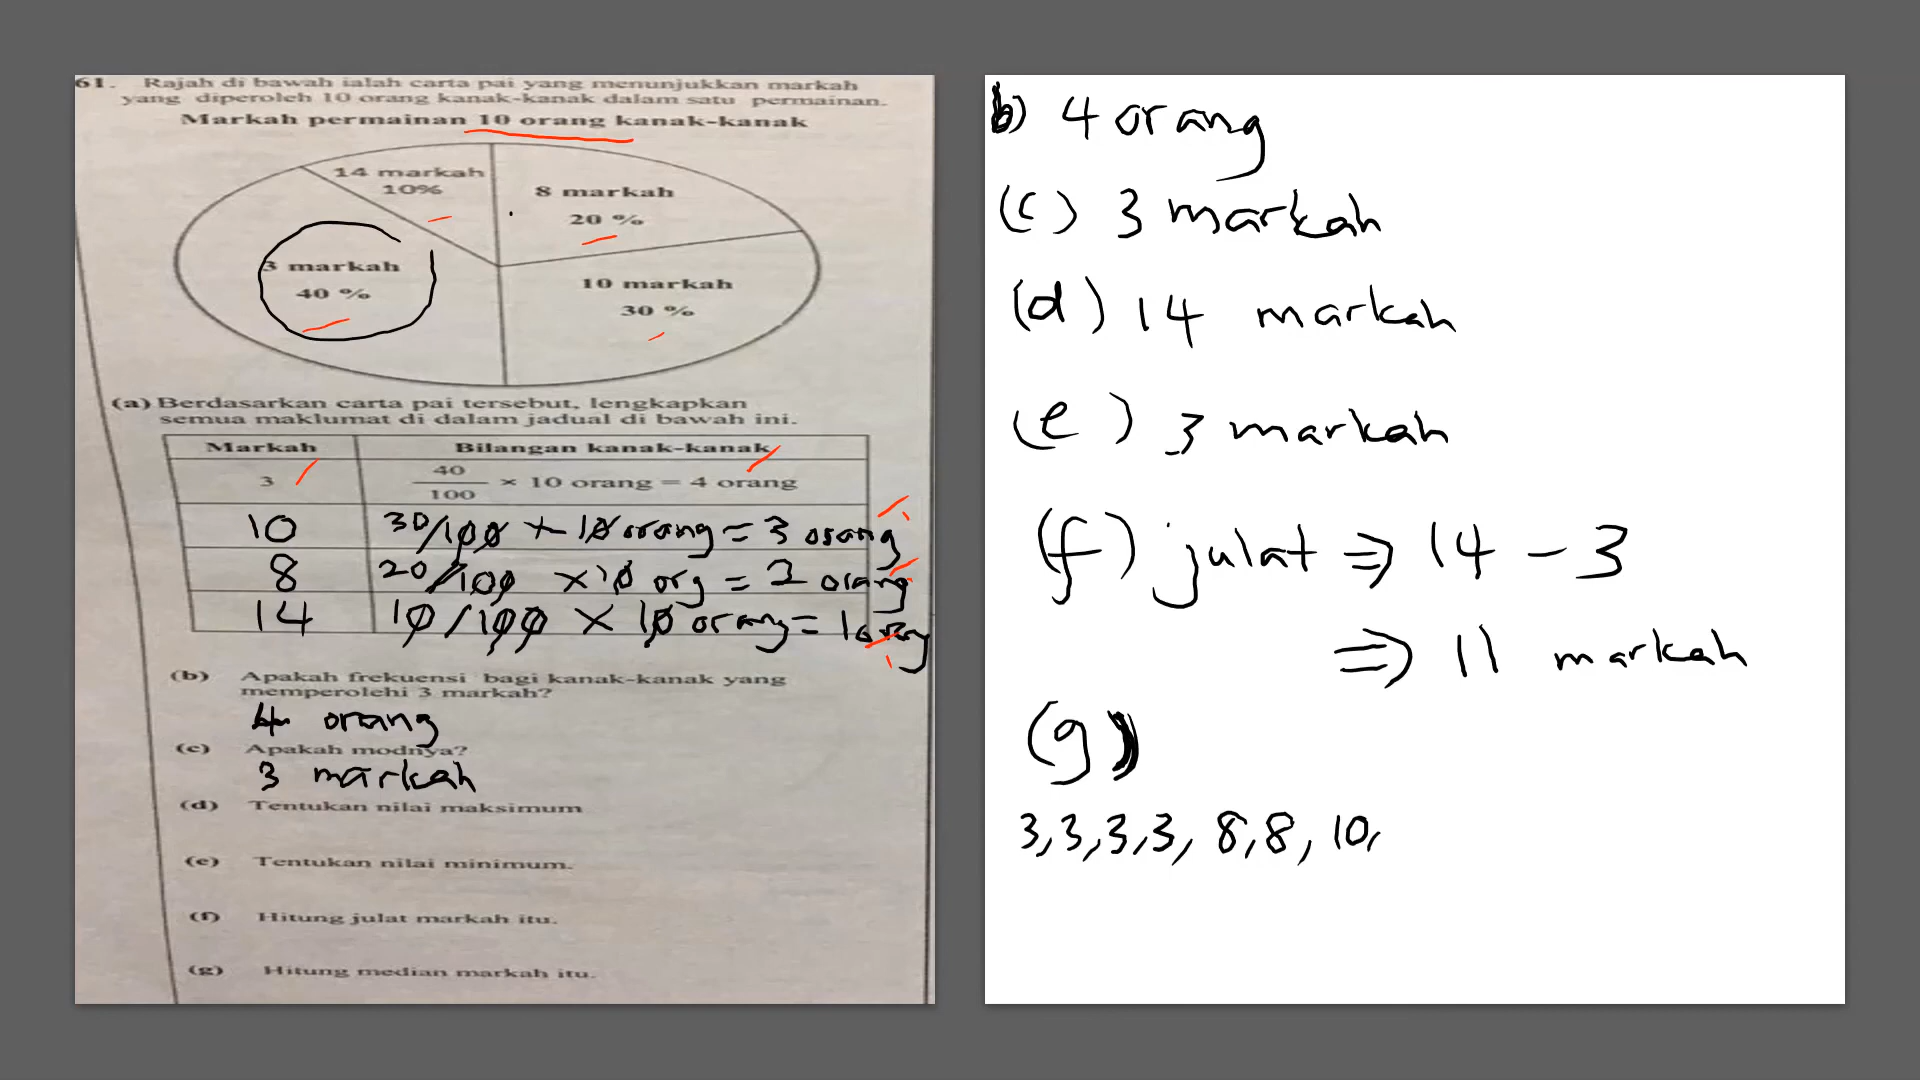 61. Rajah di bawah ialah carta pai yang menunjukkan markah
yang diperoleh 10 orang kanak-kanak dalam satu permainan.
Markah permainan 10 orang kanak-kanak
14 markah
10%
8 markah
20 %
3 markah
40 %
10 markah
30 %
(a) Berdasarkan carta pai tersebut, lengkapkan
semua maklumat di dalam jadual di bawah ini.
Markah Bilangan kanak-kanak
3 40/100 × 10 orang = 4 orang
10 30/100 × 10 orang = 3 orang
8 20/100 × 10 org = 2 orang
14 10/100 × 10 orang = 1 orang
(b) Apakah frekuensi bagi kanak-kanak yang
memperolehi 3 markah?
4 orang
(c) Apakah modnya?
3 markah
(d) Tentukan nilai maksimum
(e) Tentukan nilai minimum.
(f) Hitung julat markah itu.
(g) Hitung median markah itu.
b) 4 orang
(c) 3 markah
(d) 14 markah
(e) 3 markah
(f) julat ⇒ 14 - 3
⇒ 11 markah
(g)
3,3,3,3, 8,8, 10,